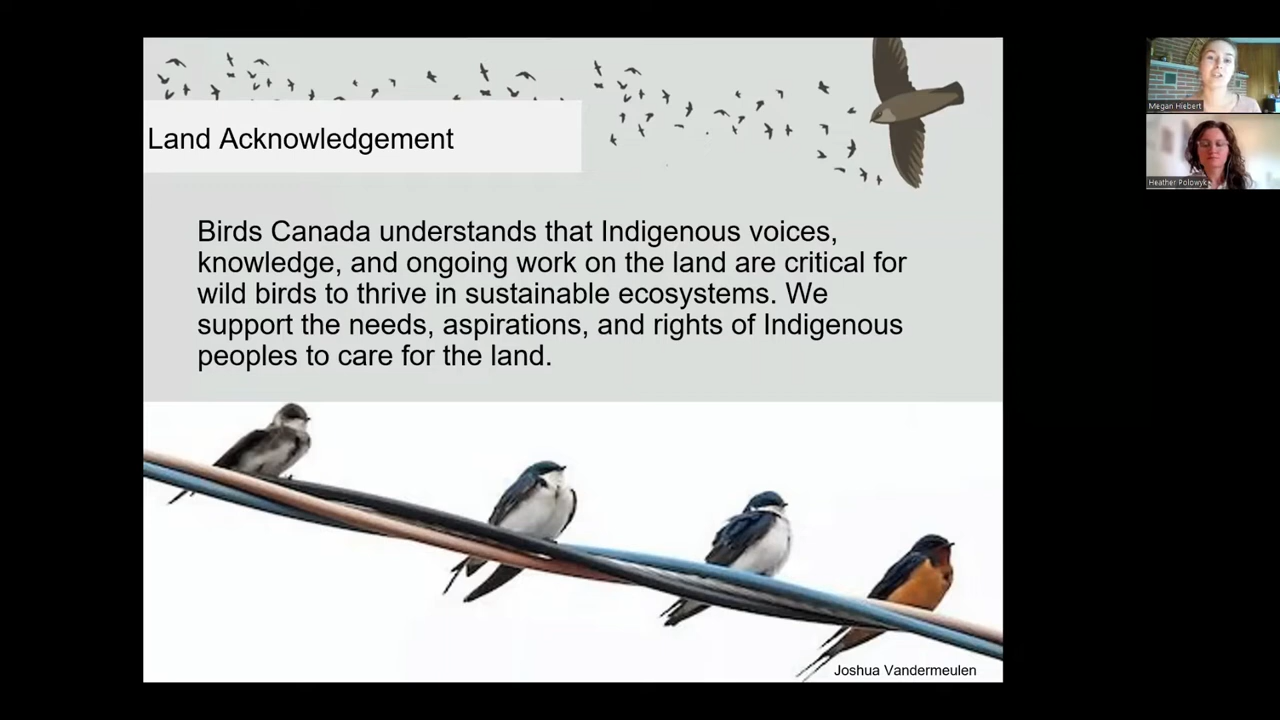 Land Acknowledgement
Birds Canada understands that Indigenous voices,
knowledge, and ongoing work on the land are critical for
wild birds to thrive in sustainable ecosystems. We
support the needs, aspirations, and rights of Indigenous
peoples to care for the land.
Joshua Vandermeulen
Megan Hiebert
Heather Polowyk